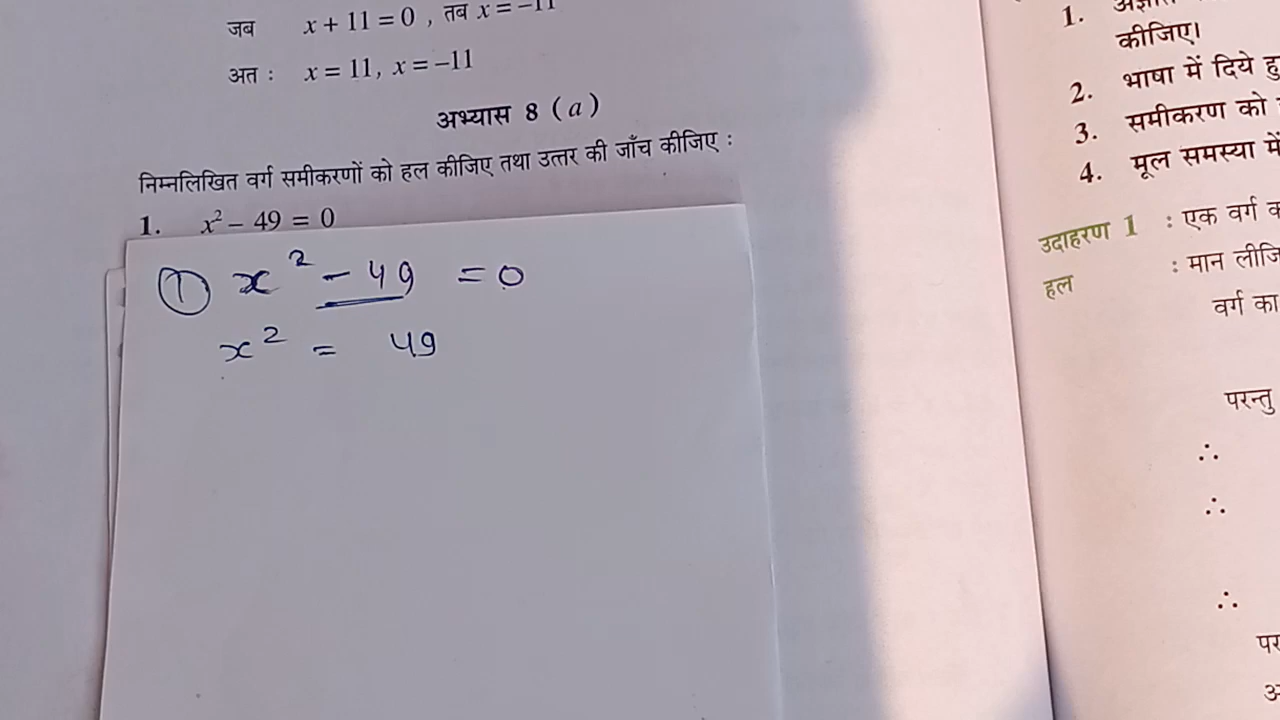 जब x + 11 = 0 , तब x = –11
अत : x = 11, x = –11
अभ्यास 8 (a)
निम्नलिखित वर्ग समीकरणों को हल कीजिए तथा उत्तर की जाँच कीजिए :
1. x² – 49 = 0
① x² – 49 = 0
x² = 49
1.
कीजिए।
2. भाषा में दिये
3. समीकरण को
4. मूल समस्या में
उदाहरण 1 : एक वर्ग
हल : मान
वर्ग का
परन्तु
∴
∴
∴